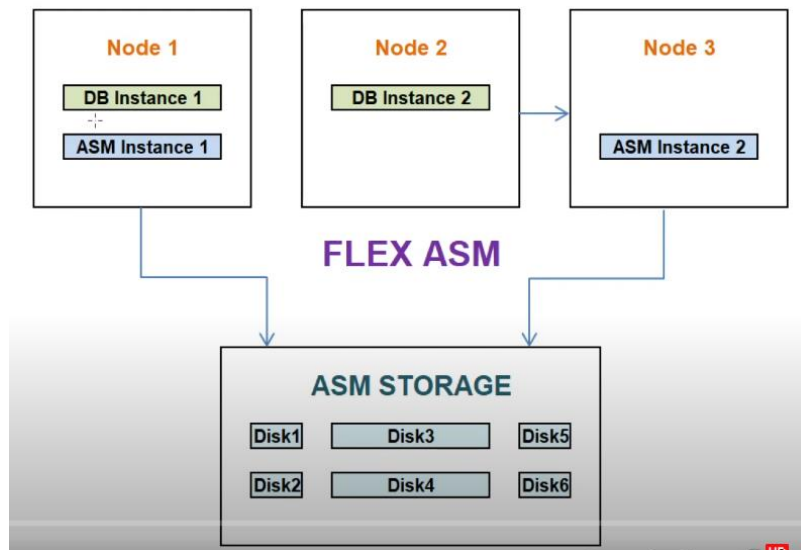 Node 1
DB Instance 1
ASM Instance 1
Node 2
DB Instance 2
Node 3
ASM Instance 2
FLEX ASM
ASM STORAGE
Disk1 Disk3 Disk5
Disk2 Disk4 Disk6